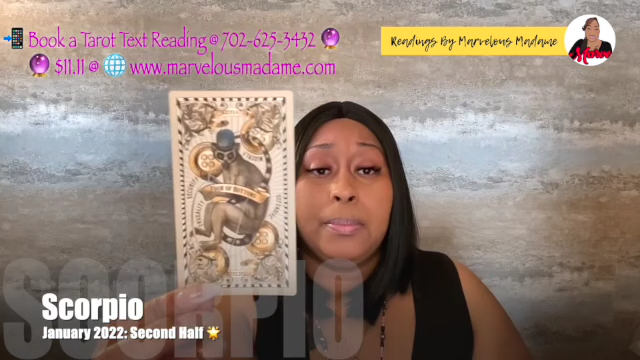 📲 Book a Tarot Text Reading @ 702-625-3432 🔮
🔮 $11.11 @ 🌐 www.marvelousmadame.com
Readings By Marvelous Madame
SCORPIO
Scorpio
January 2022: Second Half 🌟